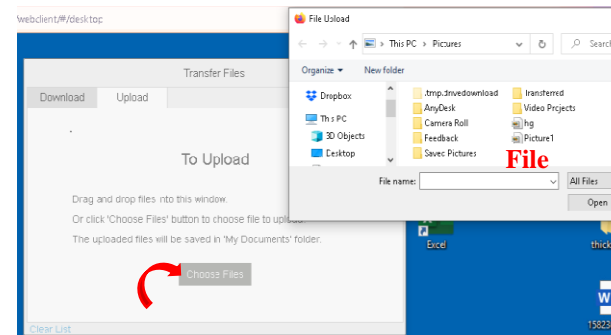 webclient/#/desktop
File Upload
This PC > Pictures
Search
Organize
New folder
Transfer Files
Download
Upload
Dropbox
This PC
3D Objects
Desktop
.tmp.drivedownload
AnyDesk
Camera Roll
Feedback
Saved Pictures
Transferred
Video Projects
hg
Picture1
File
File name:
All Files
Open
To Upload
Drag and drop files into this window.
Or click 'Choose Files' button to choose file to upload.
The uploaded files will be saved in 'My Documents' folder.
Choose Files
Clear List
Excel
thick
W
15823